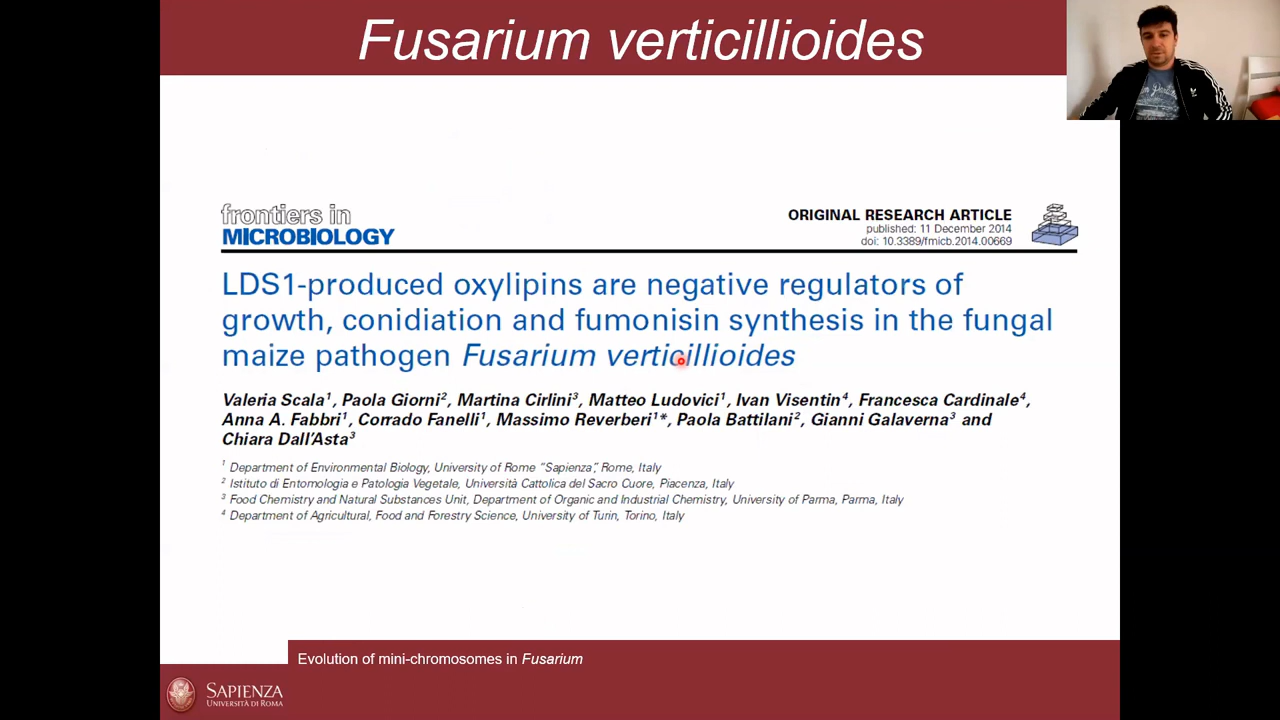 Fusarium verticillioides
frontiers in
MICROBIOLOGY
ORIGINAL RESEARCH ARTICLE
published: 11 December 2014
doi: 10.3389/fmicb.2014.00669
LDS1-produced oxylipins are negative regulators of
growth, conidiation and fumonisin synthesis in the fungal
maize pathogen Fusarium verticillioides
Valeria Scala¹, Paola Giorni², Martina Cirlini³, Matteo Ludovici¹, Ivan Visentin⁴, Francesca Cardinale⁴,
Anna A. Fabbri¹, Corrado Fanelli¹, Massimo Reverberi¹*, Paola Battilani², Gianni Galaverna³ and
Chiara Dall'Asta³
¹ Department of Environmental Biology, University of Rome “Sapienza”, Rome, Italy
² Istituto di Entomologia e Patologia Vegetale, Università Cattolica del Sacro Cuore, Piacenza, Italy
³ Food Chemistry and Natural Substances Unit, Department of Organic and Industrial Chemistry, University of Parma, Parma, Italy
⁴ Department of Agricultural, Food and Forestry Science, University of Turin, Torino, Italy
Evolution of mini-chromosomes in Fusarium
SAPIENZA
UNIVERSITÀ DI ROMA